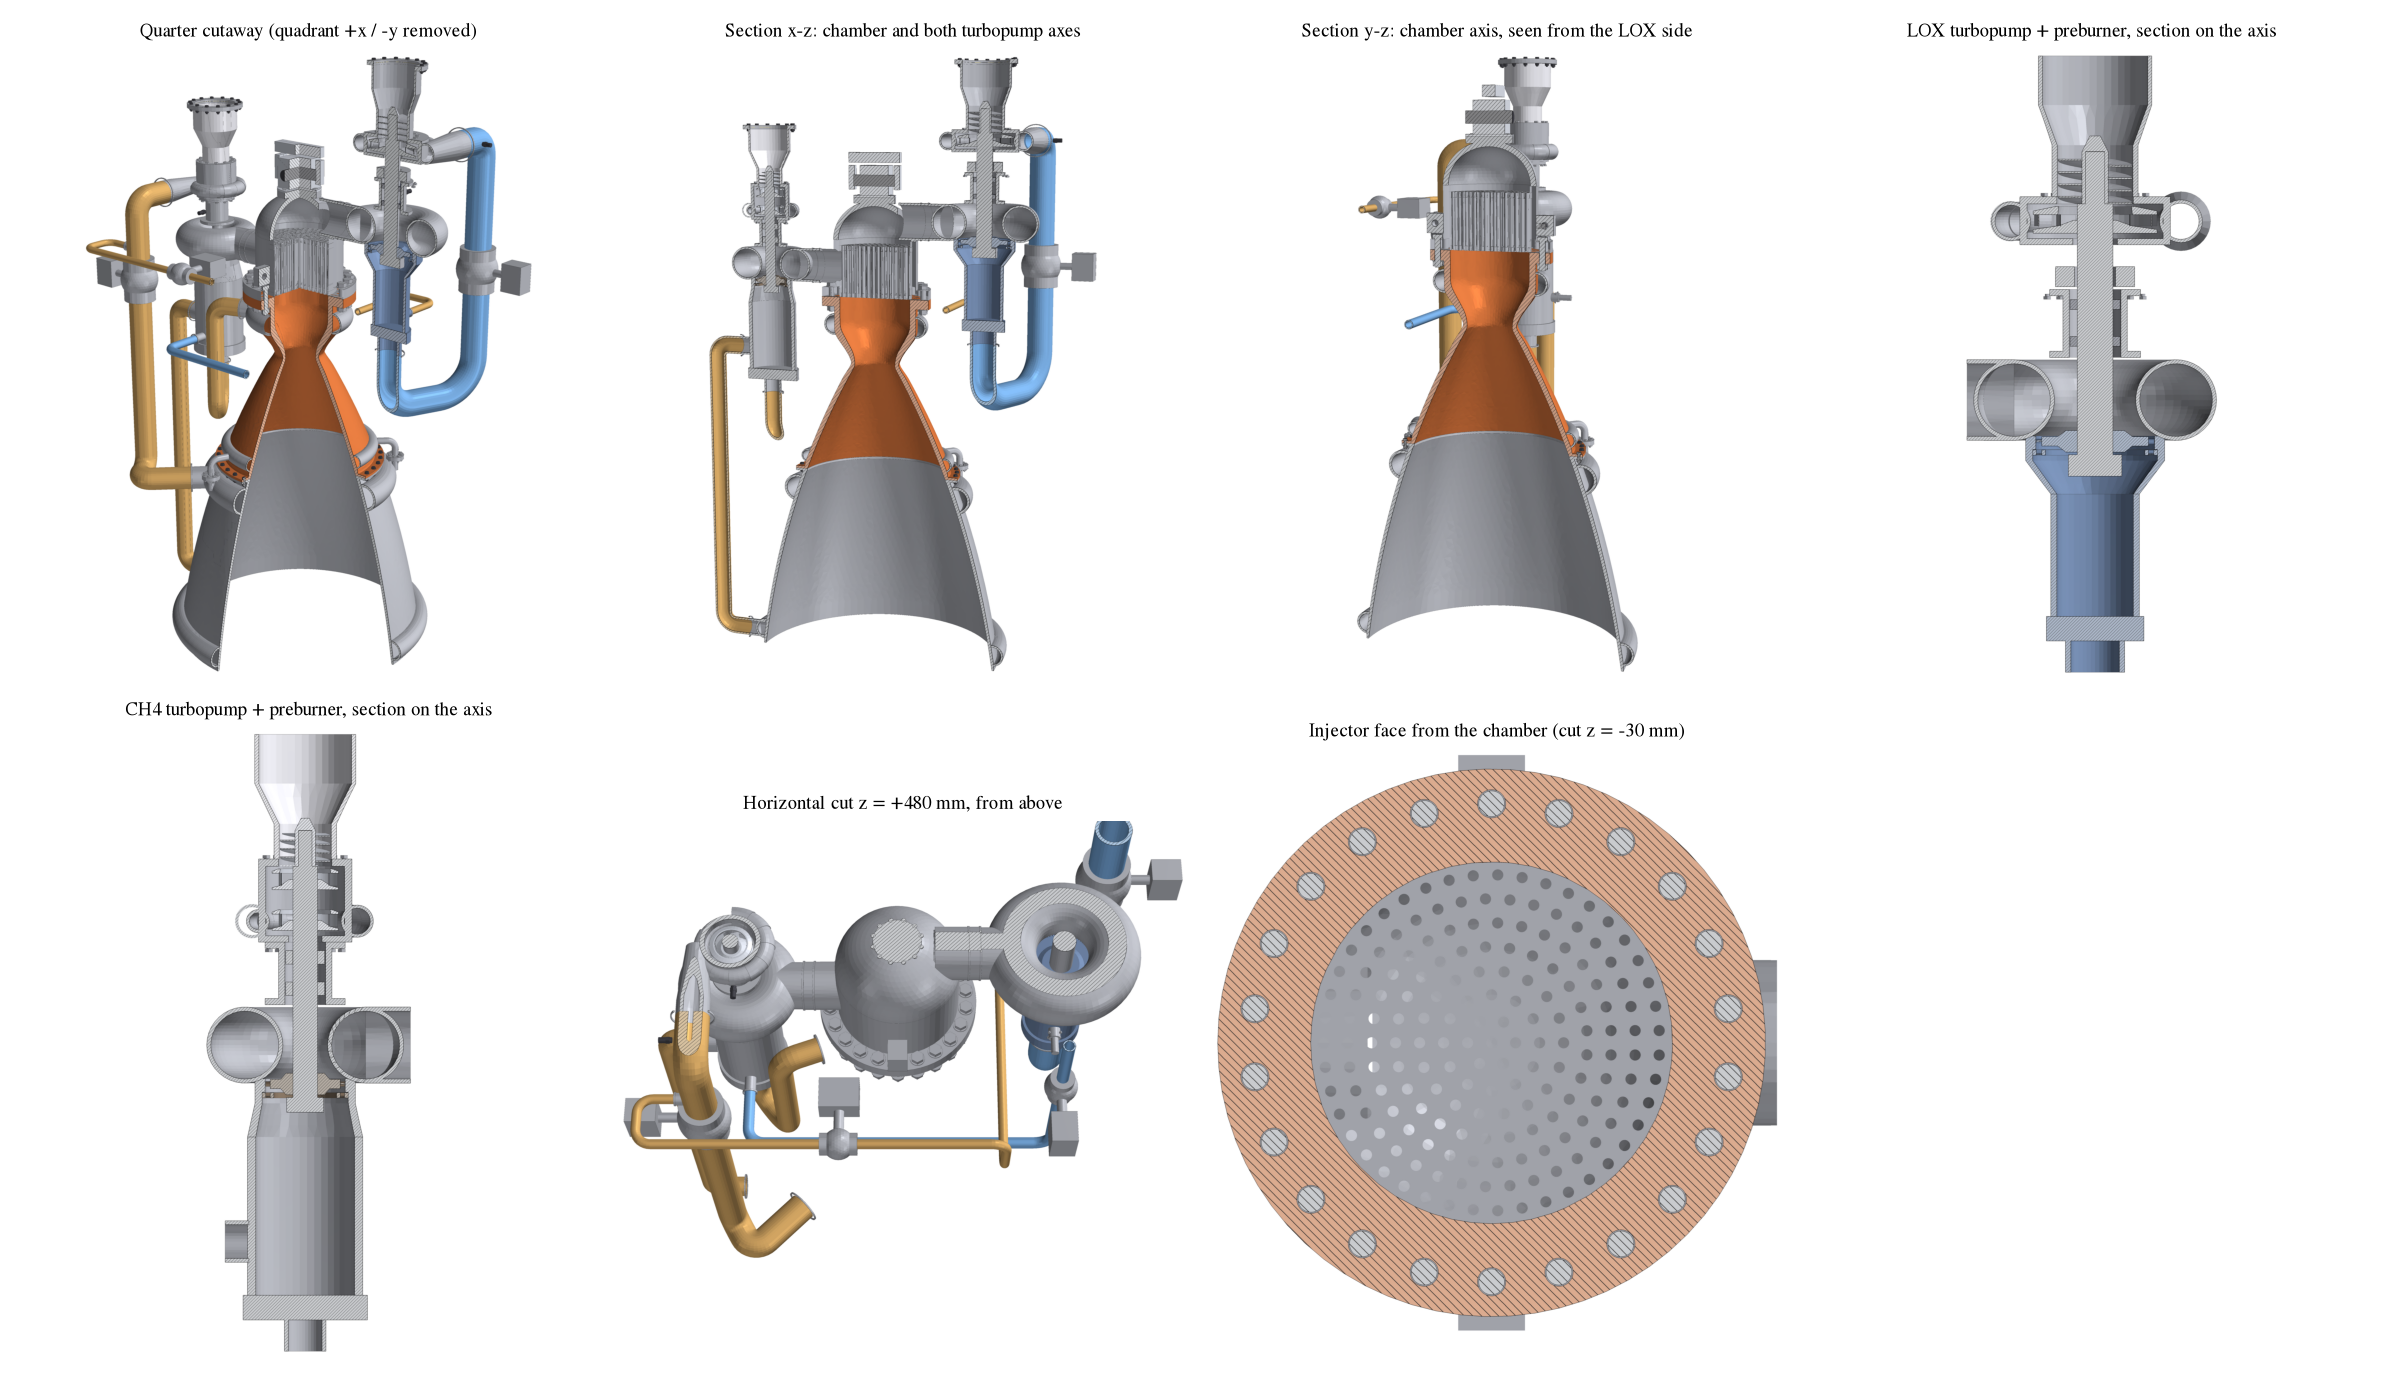 Quarter cutaway (quadrant +x / -y removed)
Section x-z: chamber and both turbopump axes
Section y-z: chamber axis, seen from the LOX side
LOX turbopump + preburner, section on the axis
CH4 turbopump + preburner, section on the axis
Horizontal cut z = +480 mm, from above
Injector face from the chamber (cut z = -30 mm)